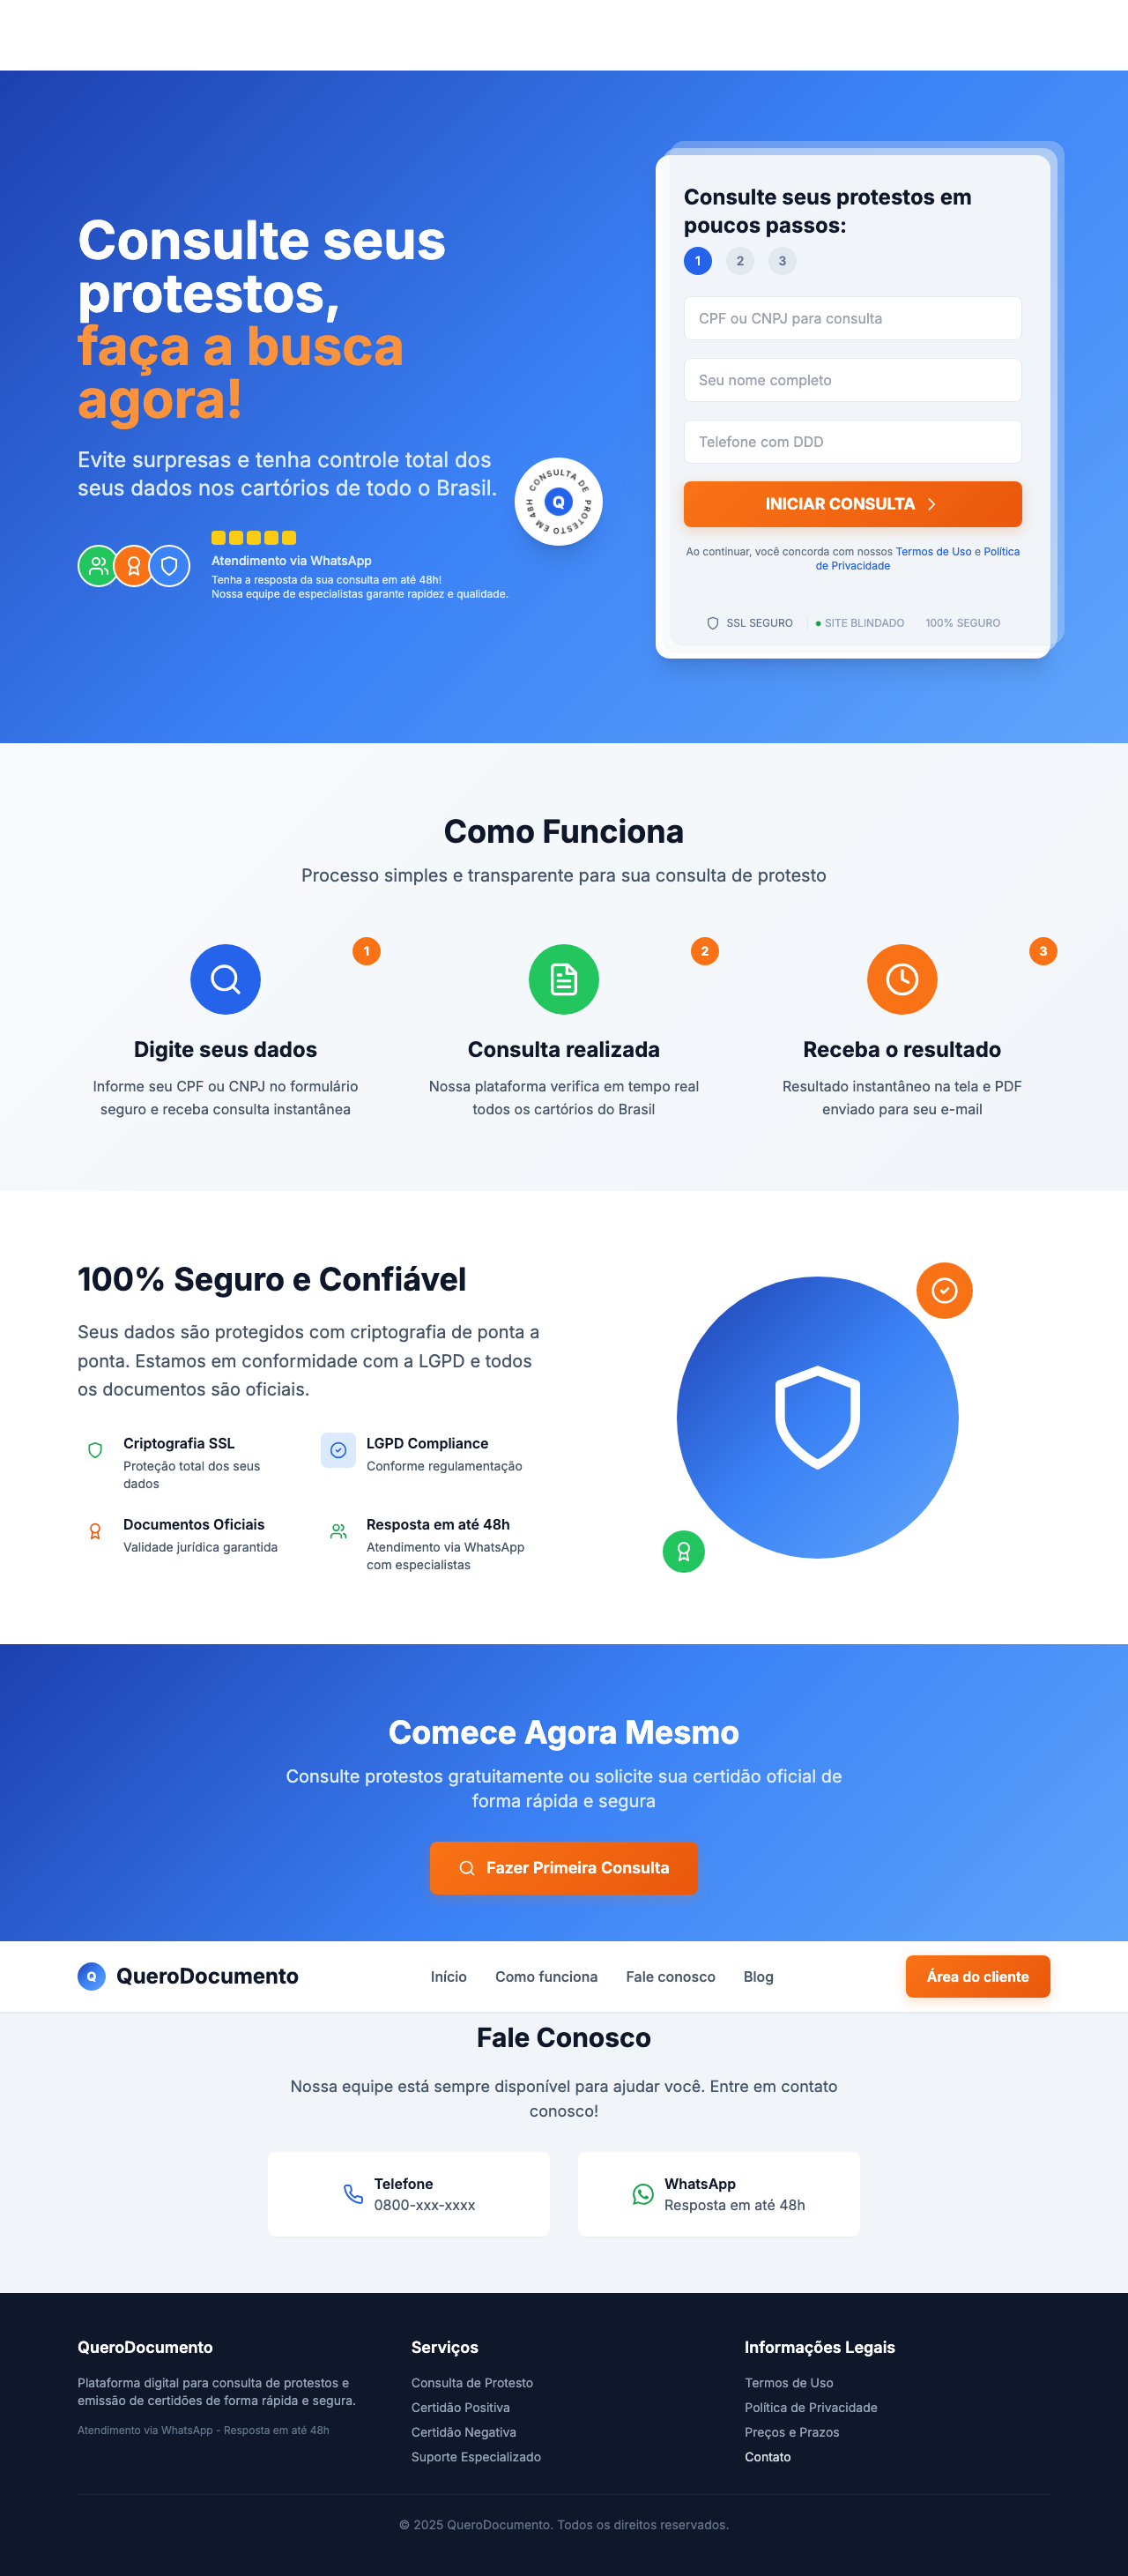 Consulte seus
protestos,
faça a busca
agora!
Evite surpresas e tenha controle total dos
seus dados nos cartórios de todo o Brasil.
Atendimento via WhatsApp
Tenha a resposta da sua consulta em até 48h!
Nossa equipe de especialistas garante rapidez e qualidade.
CONSULTA DE PROTESTO EM 48H
Q
Consulte seus protestos em
poucos passos:
1 2 3
CPF ou CNPJ para consulta
Seu nome completo
Telefone com DDD
INICIAR CONSULTA
Ao continuar, você concorda com nossos Termos de Uso e Política
de Privacidade
SSL SEGURO SITE BLINDADO 100% SEGURO
Como Funciona
Processo simples e transparente para sua consulta de protesto
1
Digite seus dados
Informe seu CPF ou CNPJ no formulário
seguro e receba consulta instantânea
2
Consulta realizada
Nossa plataforma verifica em tempo real
todos os cartórios do Brasil
3
Receba o resultado
Resultado instantâneo na tela e PDF
enviado para seu e-mail
100% Seguro e Confiável
Seus dados são protegidos com criptografia de ponta a
ponta. Estamos em conformidade com a LGPD e todos
os documentos são oficiais.
Criptografia SSL
Proteção total dos seus
dados
LGPD Compliance
Conforme regulamentação
Documentos Oficiais
Validade jurídica garantida
Resposta em até 48h
Atendimento via WhatsApp
com especialistas
Comece Agora Mesmo
Consulte protestos gratuitamente ou solicite sua certidão oficial de
forma rápida e segura
Fazer Primeira Consulta
Q QueroDocumento Início Como funciona Fale conosco Blog Área do cliente
Fale Conosco
Nossa equipe está sempre disponível para ajudar você. Entre em contato
conosco!
Telefone
0800-xxx-xxxx
WhatsApp
Resposta em até 48h
QueroDocumento
Plataforma digital para consulta de protestos e
emissão de certidões de forma rápida e segura.
Atendimento via WhatsApp - Resposta em até 48h
Serviços
Consulta de Protesto
Certidão Positiva
Certidão Negativa
Suporte Especializado
Informações Legais
Termos de Uso
Política de Privacidade
Preços e Prazos
Contato
© 2025 QueroDocumento. Todos os direitos reservados.